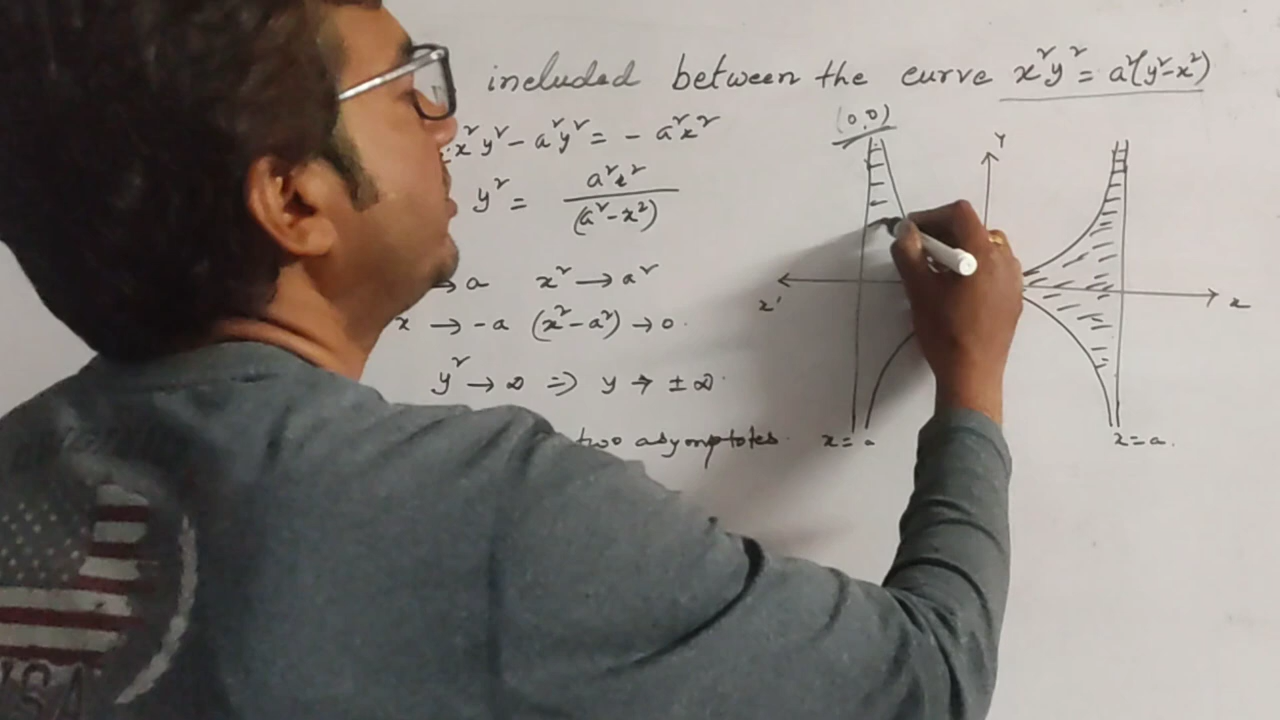 included between the curve x²y² = a²(y²-x²)
x²y² - a²y² = - a²x²
y² = a²x² / (a²-x²)
→ a x² → a²
x → -a (x²-a²) → 0.
y² → ∞ ⇒ y → ± ∞.
two asymptotes.
(0,0)
Y
x' x
x = a x = a.
USA